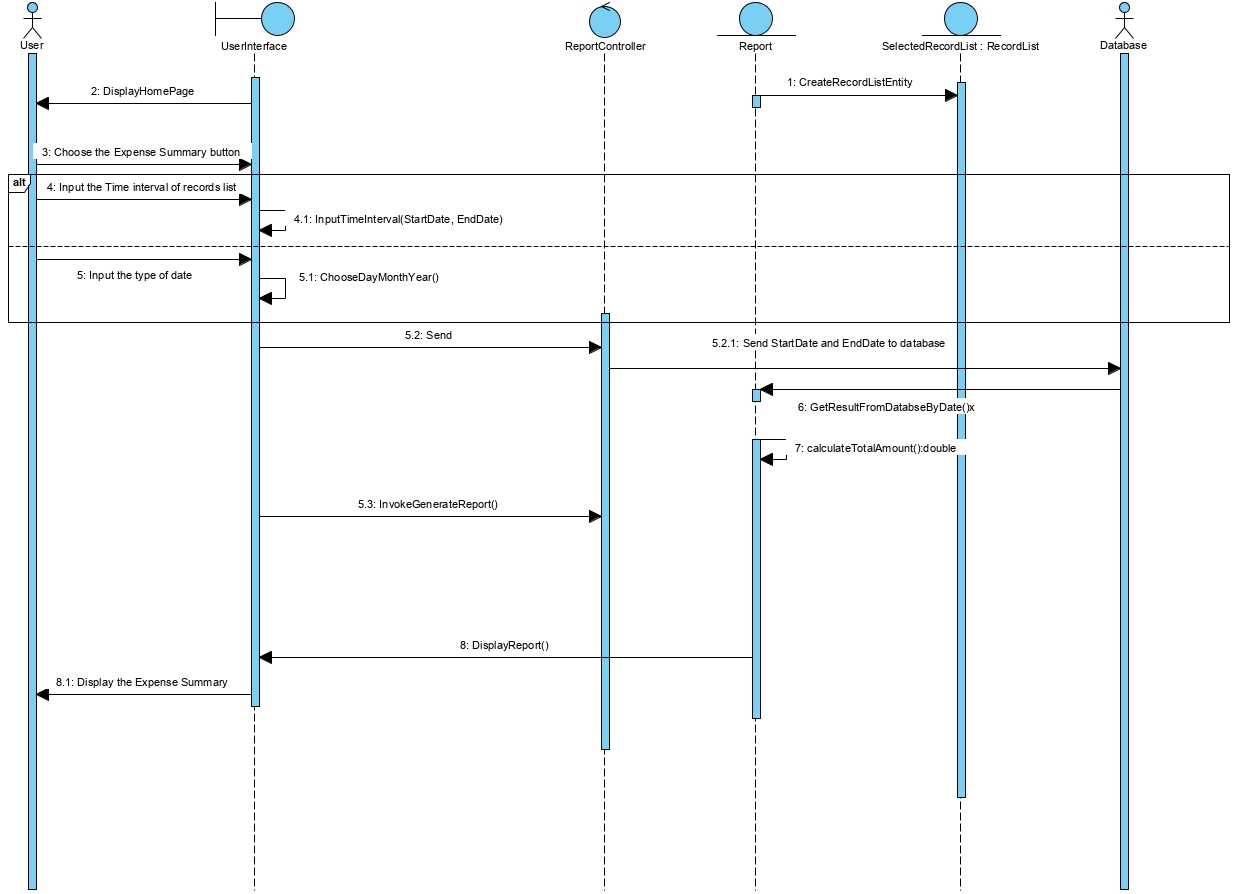 User
UserInterface
ReportController
Report
SelectedRecordList : RecordList
Database
1: CreateRecordListEntity
2: DisplayHomePage
3: Choose the Expense Summary button
alt
4: Input the Time interval of records list
4.1: InputTimeInterval(StartDate, EndDate)
5: Input the type of date
5.1: ChooseDayMonthYear()
5.2: Send
5.2.1: Send StartDate and EndDate to database
6: GetResultFromDatabseByDate()x
7: calculateTotalAmount():double
5.3: InvokeGenerateReport()
8: DisplayReport()
8.1: Display the Expense Summary